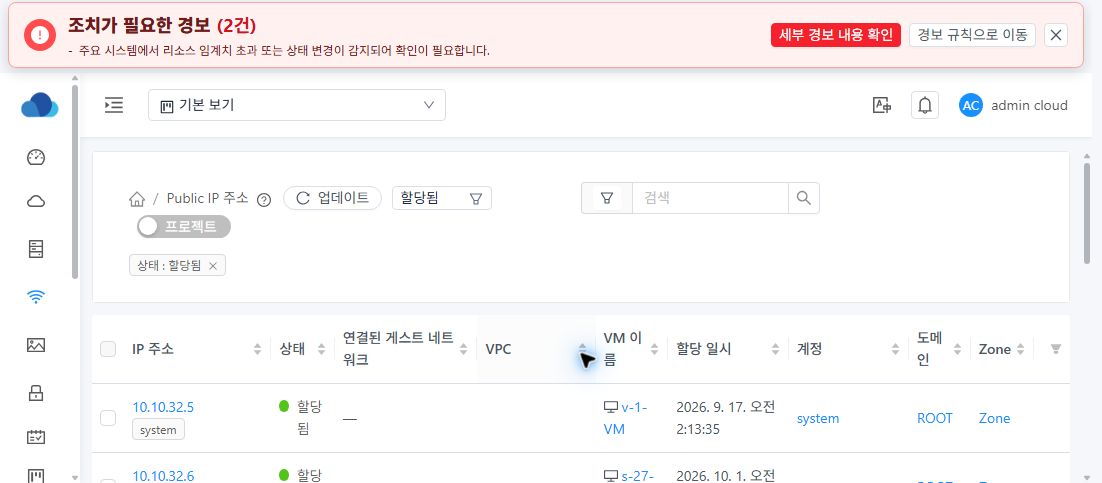 조치가 필요한 경보 (2건)
- 주요 시스템에서 리소스 임계치 초과 또는 상태 변경이 감지되어 확인이 필요합니다.
세부 경보 내용 확인
경보 규칙으로 이동
기본 보기
AC admin cloud
/ Public IP 주소
업데이트
할당됨
검색
프로젝트
상태 : 할당됨
IP 주소
상태
연결된 게스트 네트
워크
VPC
VM 이
름
할당 일시
계정
도메
인
Zone
10.10.32.5
system
할당
됨
—
v-1-
VM
2026. 9. 17. 오전
2:13:35
system
ROOT
Zone
10.10.32.6
할당
s-27-
2026. 10. 1. 오전